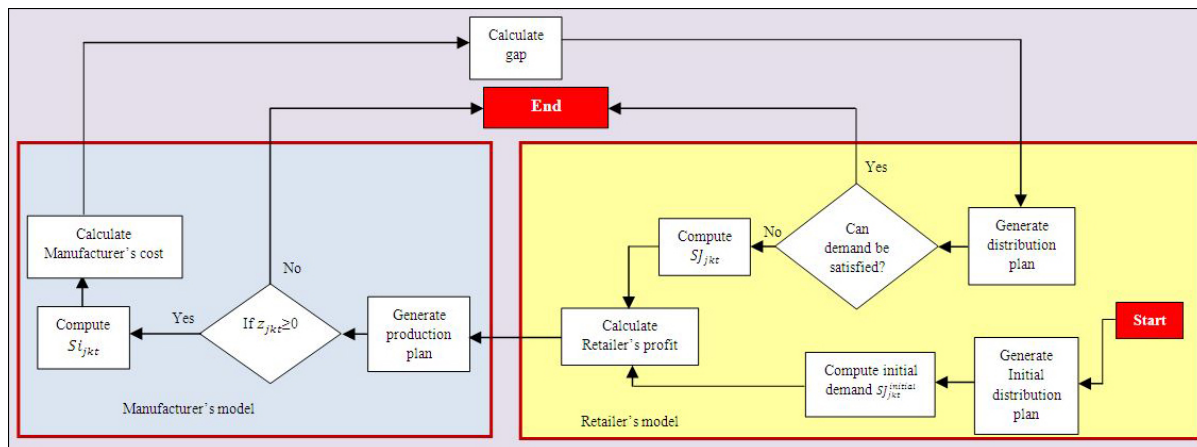 Calculate
gap
End
Yes
Calculate
Manufacturer's cost
Compute
SJ_jkt
No
Can
demand be
satisfied?
Generate
distribution
plan
No
Compute
Si_jkt
Yes
If z_jkt≥0
Generate
production
plan
Calculate
Retailer's profit
Start
Compute initial
demand SJ_jkt^initial
Generate
Initial
distribution
plan
Manufacturer's model
Retailer's model